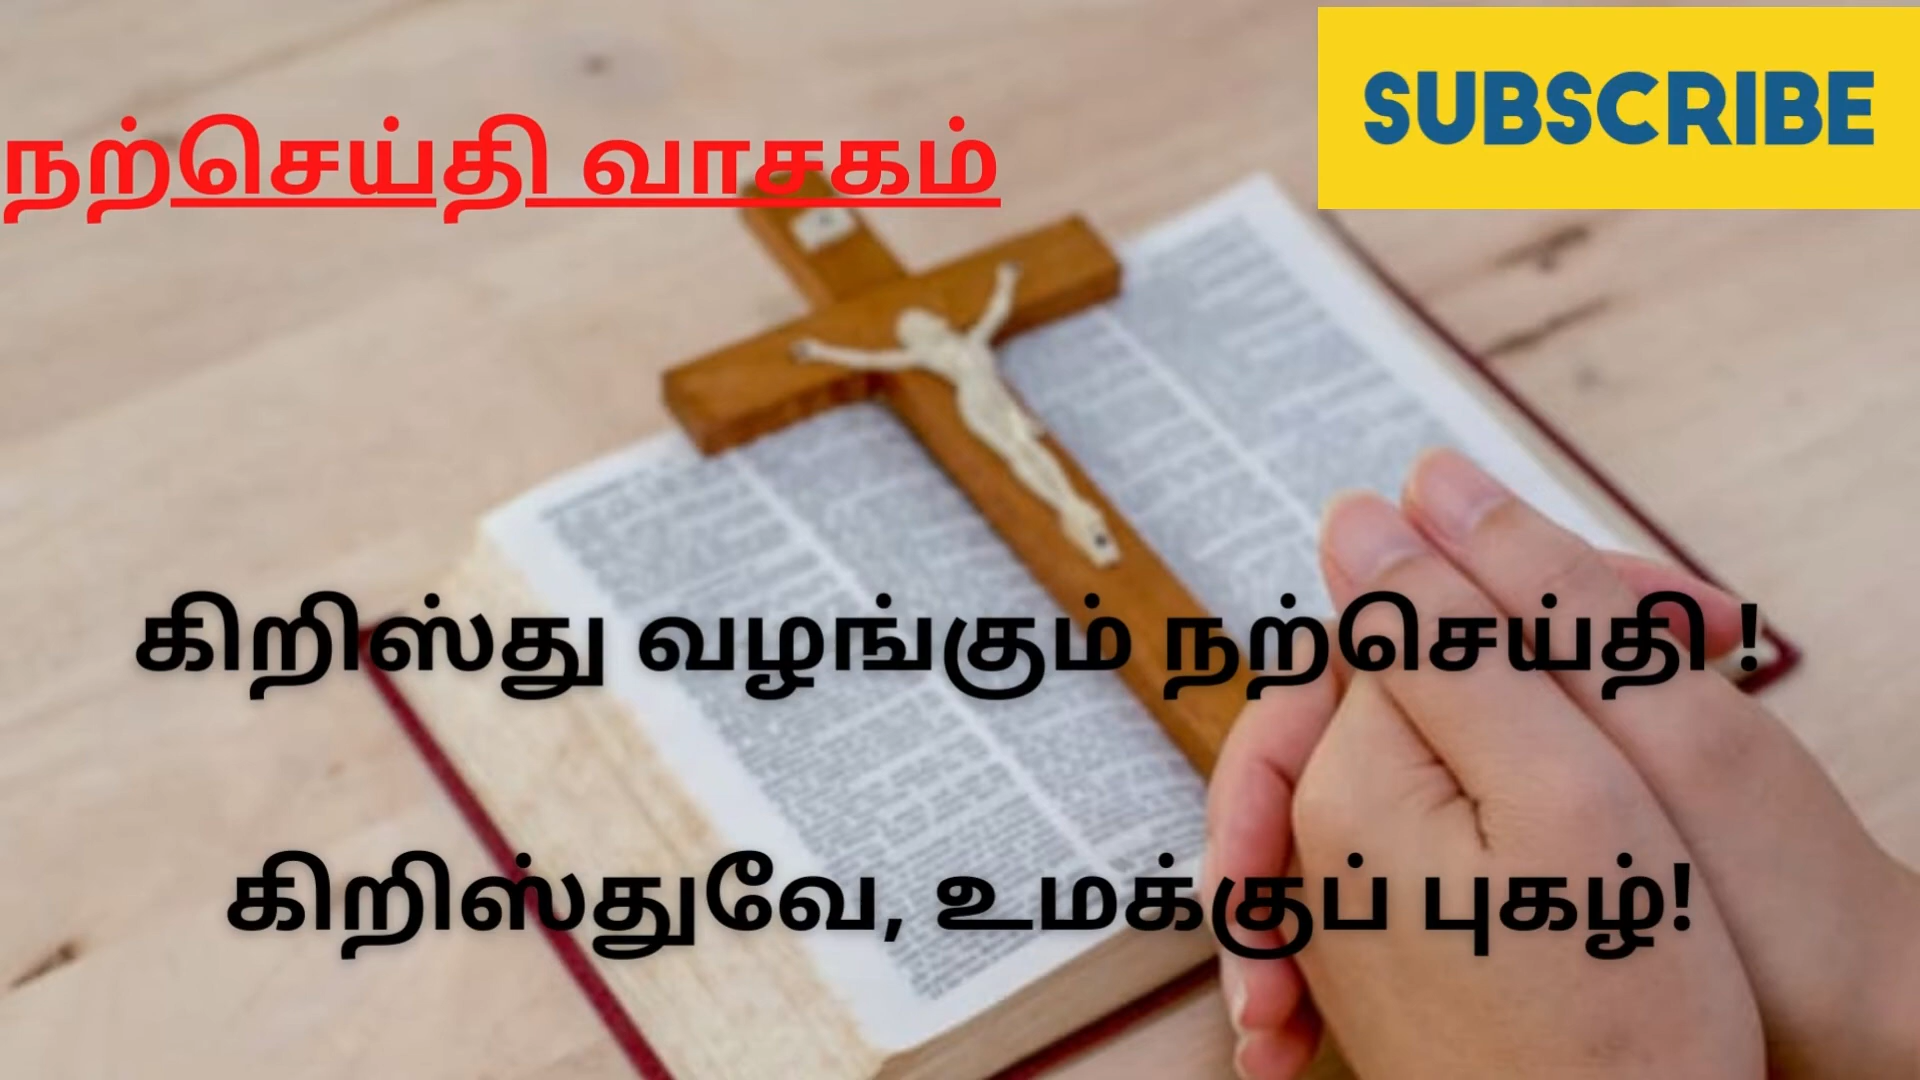 SUBSCRIBE
நற்செய்தி வாசகம்
கிறிஸ்து வழங்கும் நற்செய்தி !
கிறிஸ்துவே, உமக்குப் புகழ்!